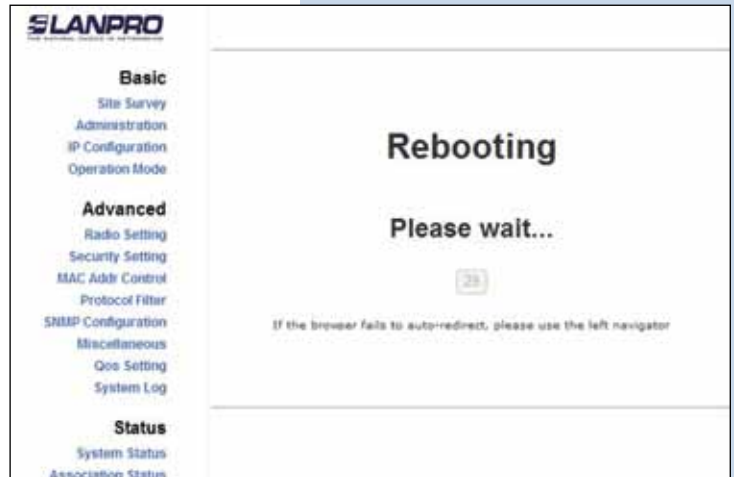 LANPRO
Basic
Site Survey
Administration
IP Configuration
Operation Mode
Advanced
Radio Setting
Security Setting
MAC Addr Control
Protocol Filter
SNMP Configuration
Miscellaneous
Qos Setting
System Log
Status
System Status
Association Status
Rebooting
Please wait...
If the browser fails to auto-redirect, please use the left navigator